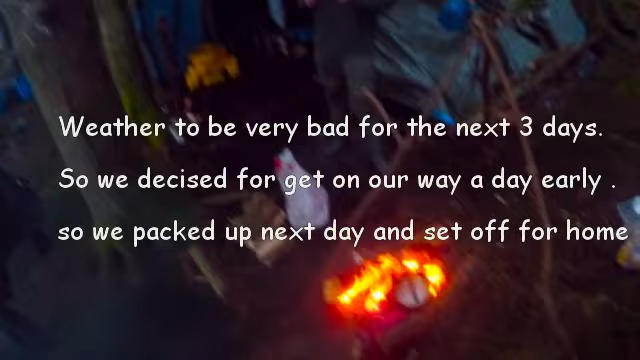 Weather to be very bad for the next 3 days.
So we decised for get on our way a day early .
so we packed up next day and set off for home